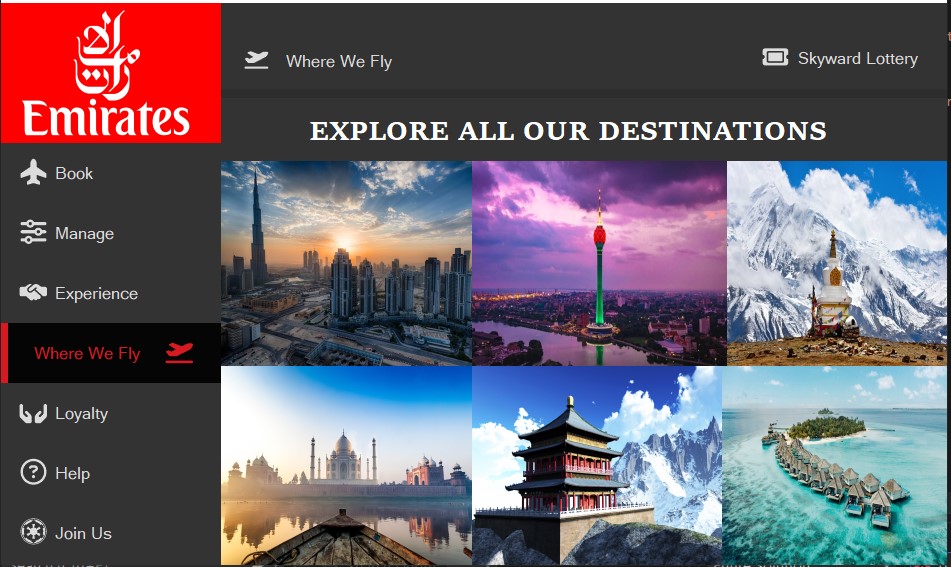 Emirates
Where We Fly
Skyward Lottery
EXPLORE ALL OUR DESTINATIONS
Book
Manage
Experience
Where We Fly
Loyalty
Help
Join Us